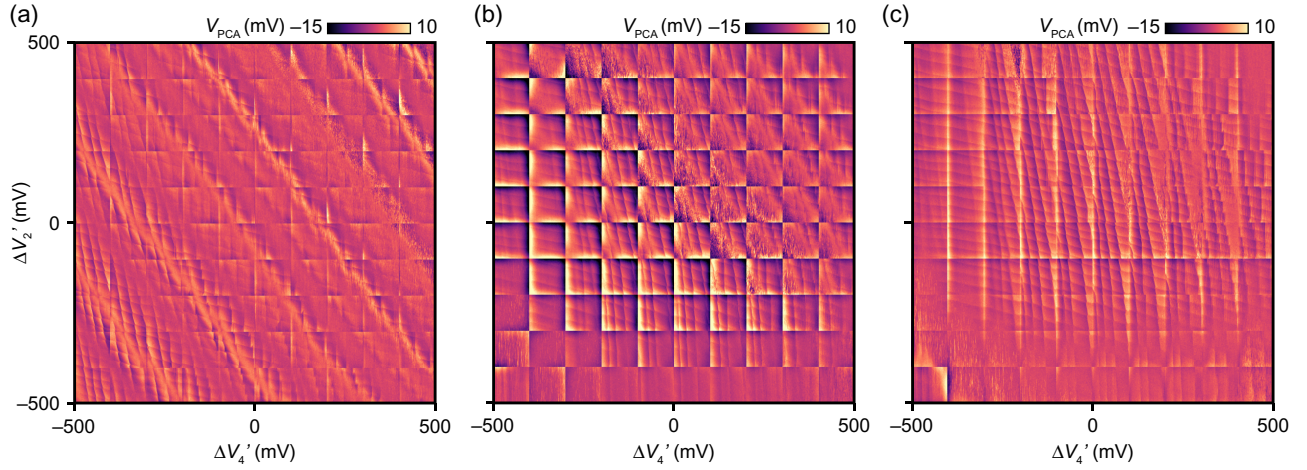 (a) V_PCA (mV) –15 10
(b) V_PCA (mV) –15 10
(c) V_PCA (mV) –15 10
500
0
–500
ΔV₂’ (mV)
–500 0 500
ΔV₄’ (mV)
–500 0 500
ΔV₄’ (mV)
–500 0 500
ΔV₄’ (mV)